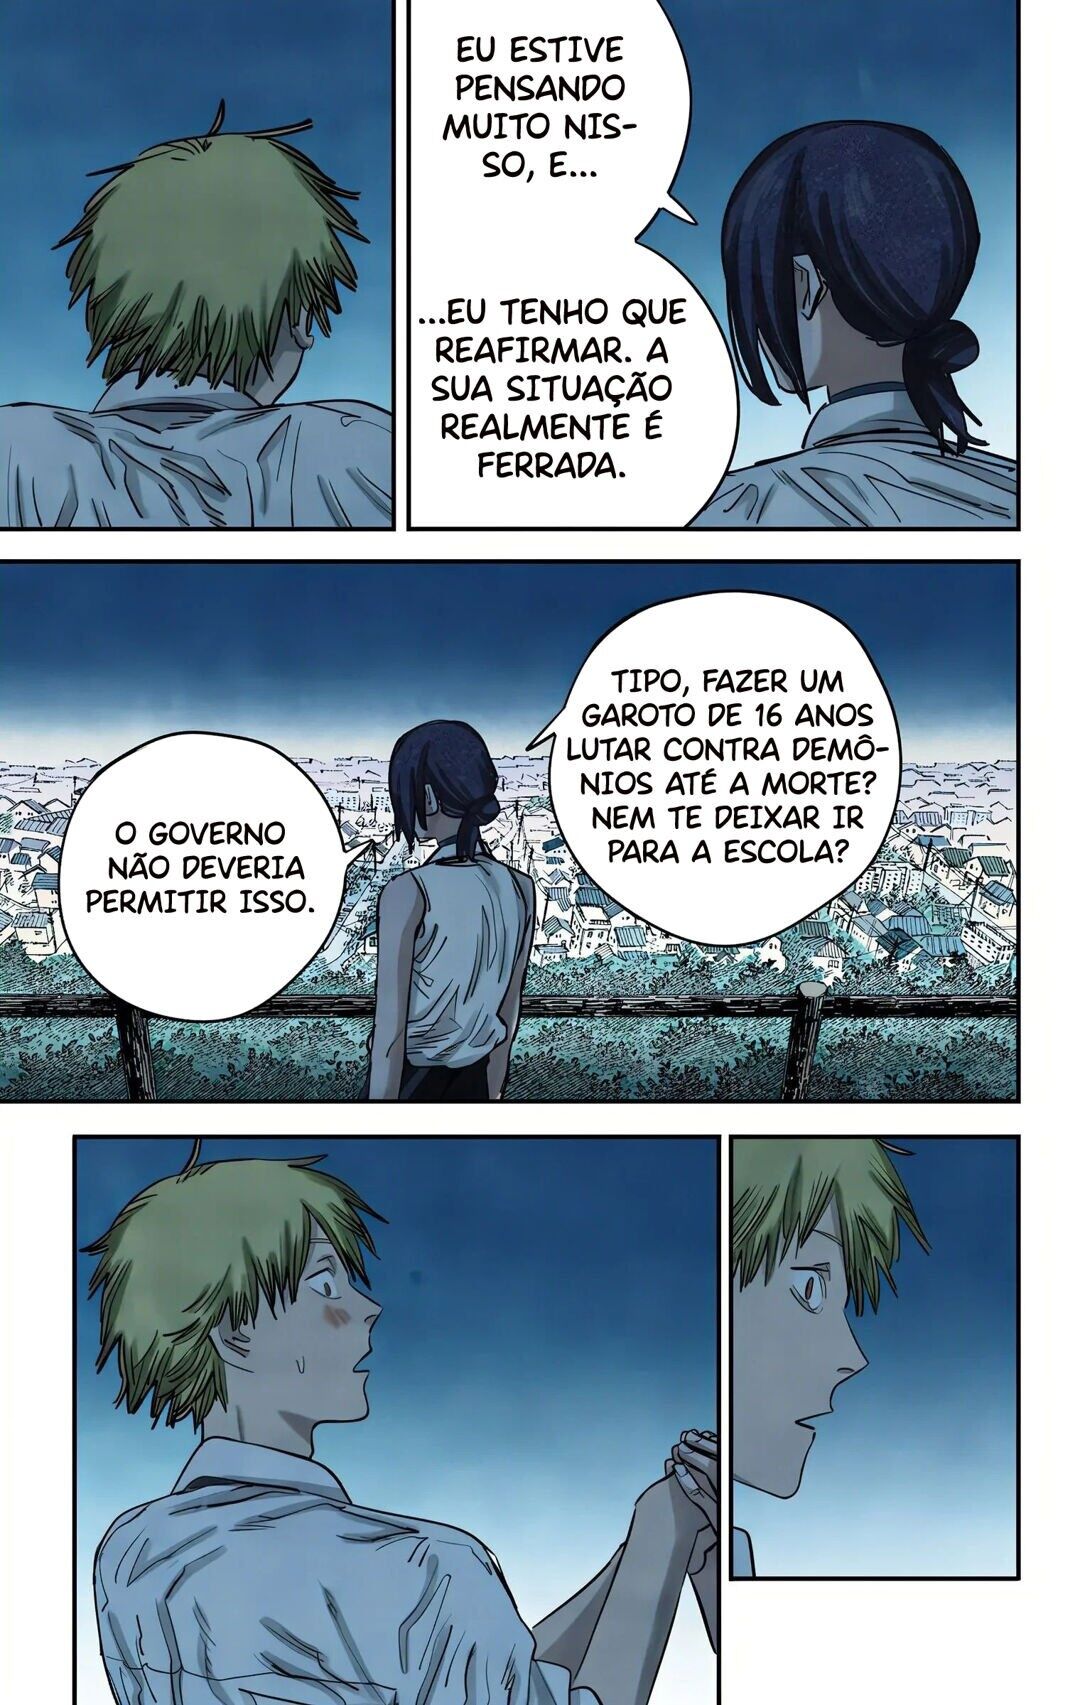 EU ESTIVE
PENSANDO
MUITO NIS-
SO, E...
...EU TENHO QUE
REAFIRMAR. A
SUA SITUAÇÃO
REALMENTE É
FERRADA.
TIPO, FAZER UM
GAROTO DE 16 ANOS
LUTAR CONTRA DEMÔ-
NIOS ATÉ A MORTE?
NEM TE DEIXAR IR
PARA A ESCOLA?
O GOVERNO
NÃO DEVERIA
PERMITIR ISSO.